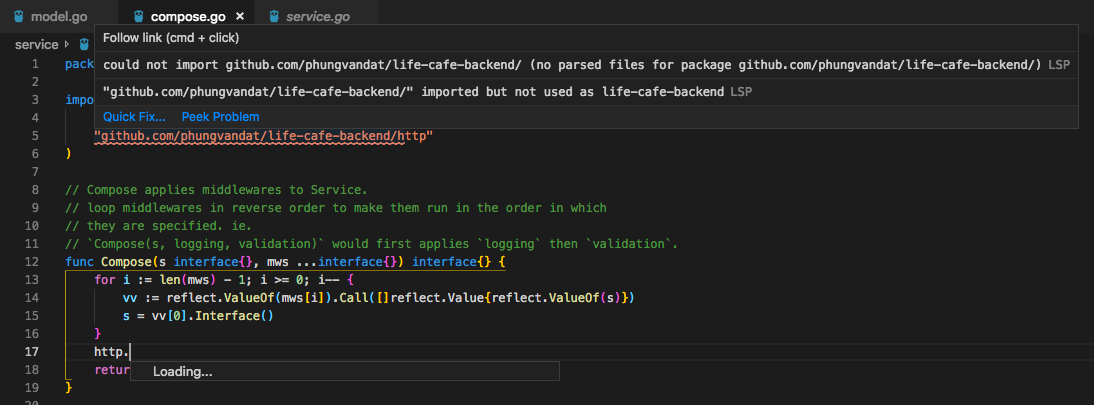 model.go compose.go × service.go
service
Follow link (cmd + click)
could not import github.com/phungvandat/life-cafe-backend/ (no parsed files for package github.com/phungvandat/life-cafe-backend/) LSP
"github.com/phungvandat/life-cafe-backend/" imported but not used as life-cafe-backend LSP
Quick Fix... Peek Problem
1 pack
2
3 impo
4
5 "github.com/phungvandat/life-cafe-backend/http"
6 )
7
8 // Compose applies middlewares to Service.
9 // loop middlewares in reverse order to make them run in the order in which
10 // they are specified. ie.
11 // `Compose(s, logging, validation)` would first applies `logging` then `validation`.
12 func Compose(s interface{}, mws ...interface{}) interface{} {
13 for i := len(mws) - 1; i >= 0; i-- {
14 vv := reflect.ValueOf(mws[i]).Call([]reflect.Value{reflect.ValueOf(s)})
15 s = vv[0].Interface()
16 }
17 http.
18 retur
Loading...
19 }